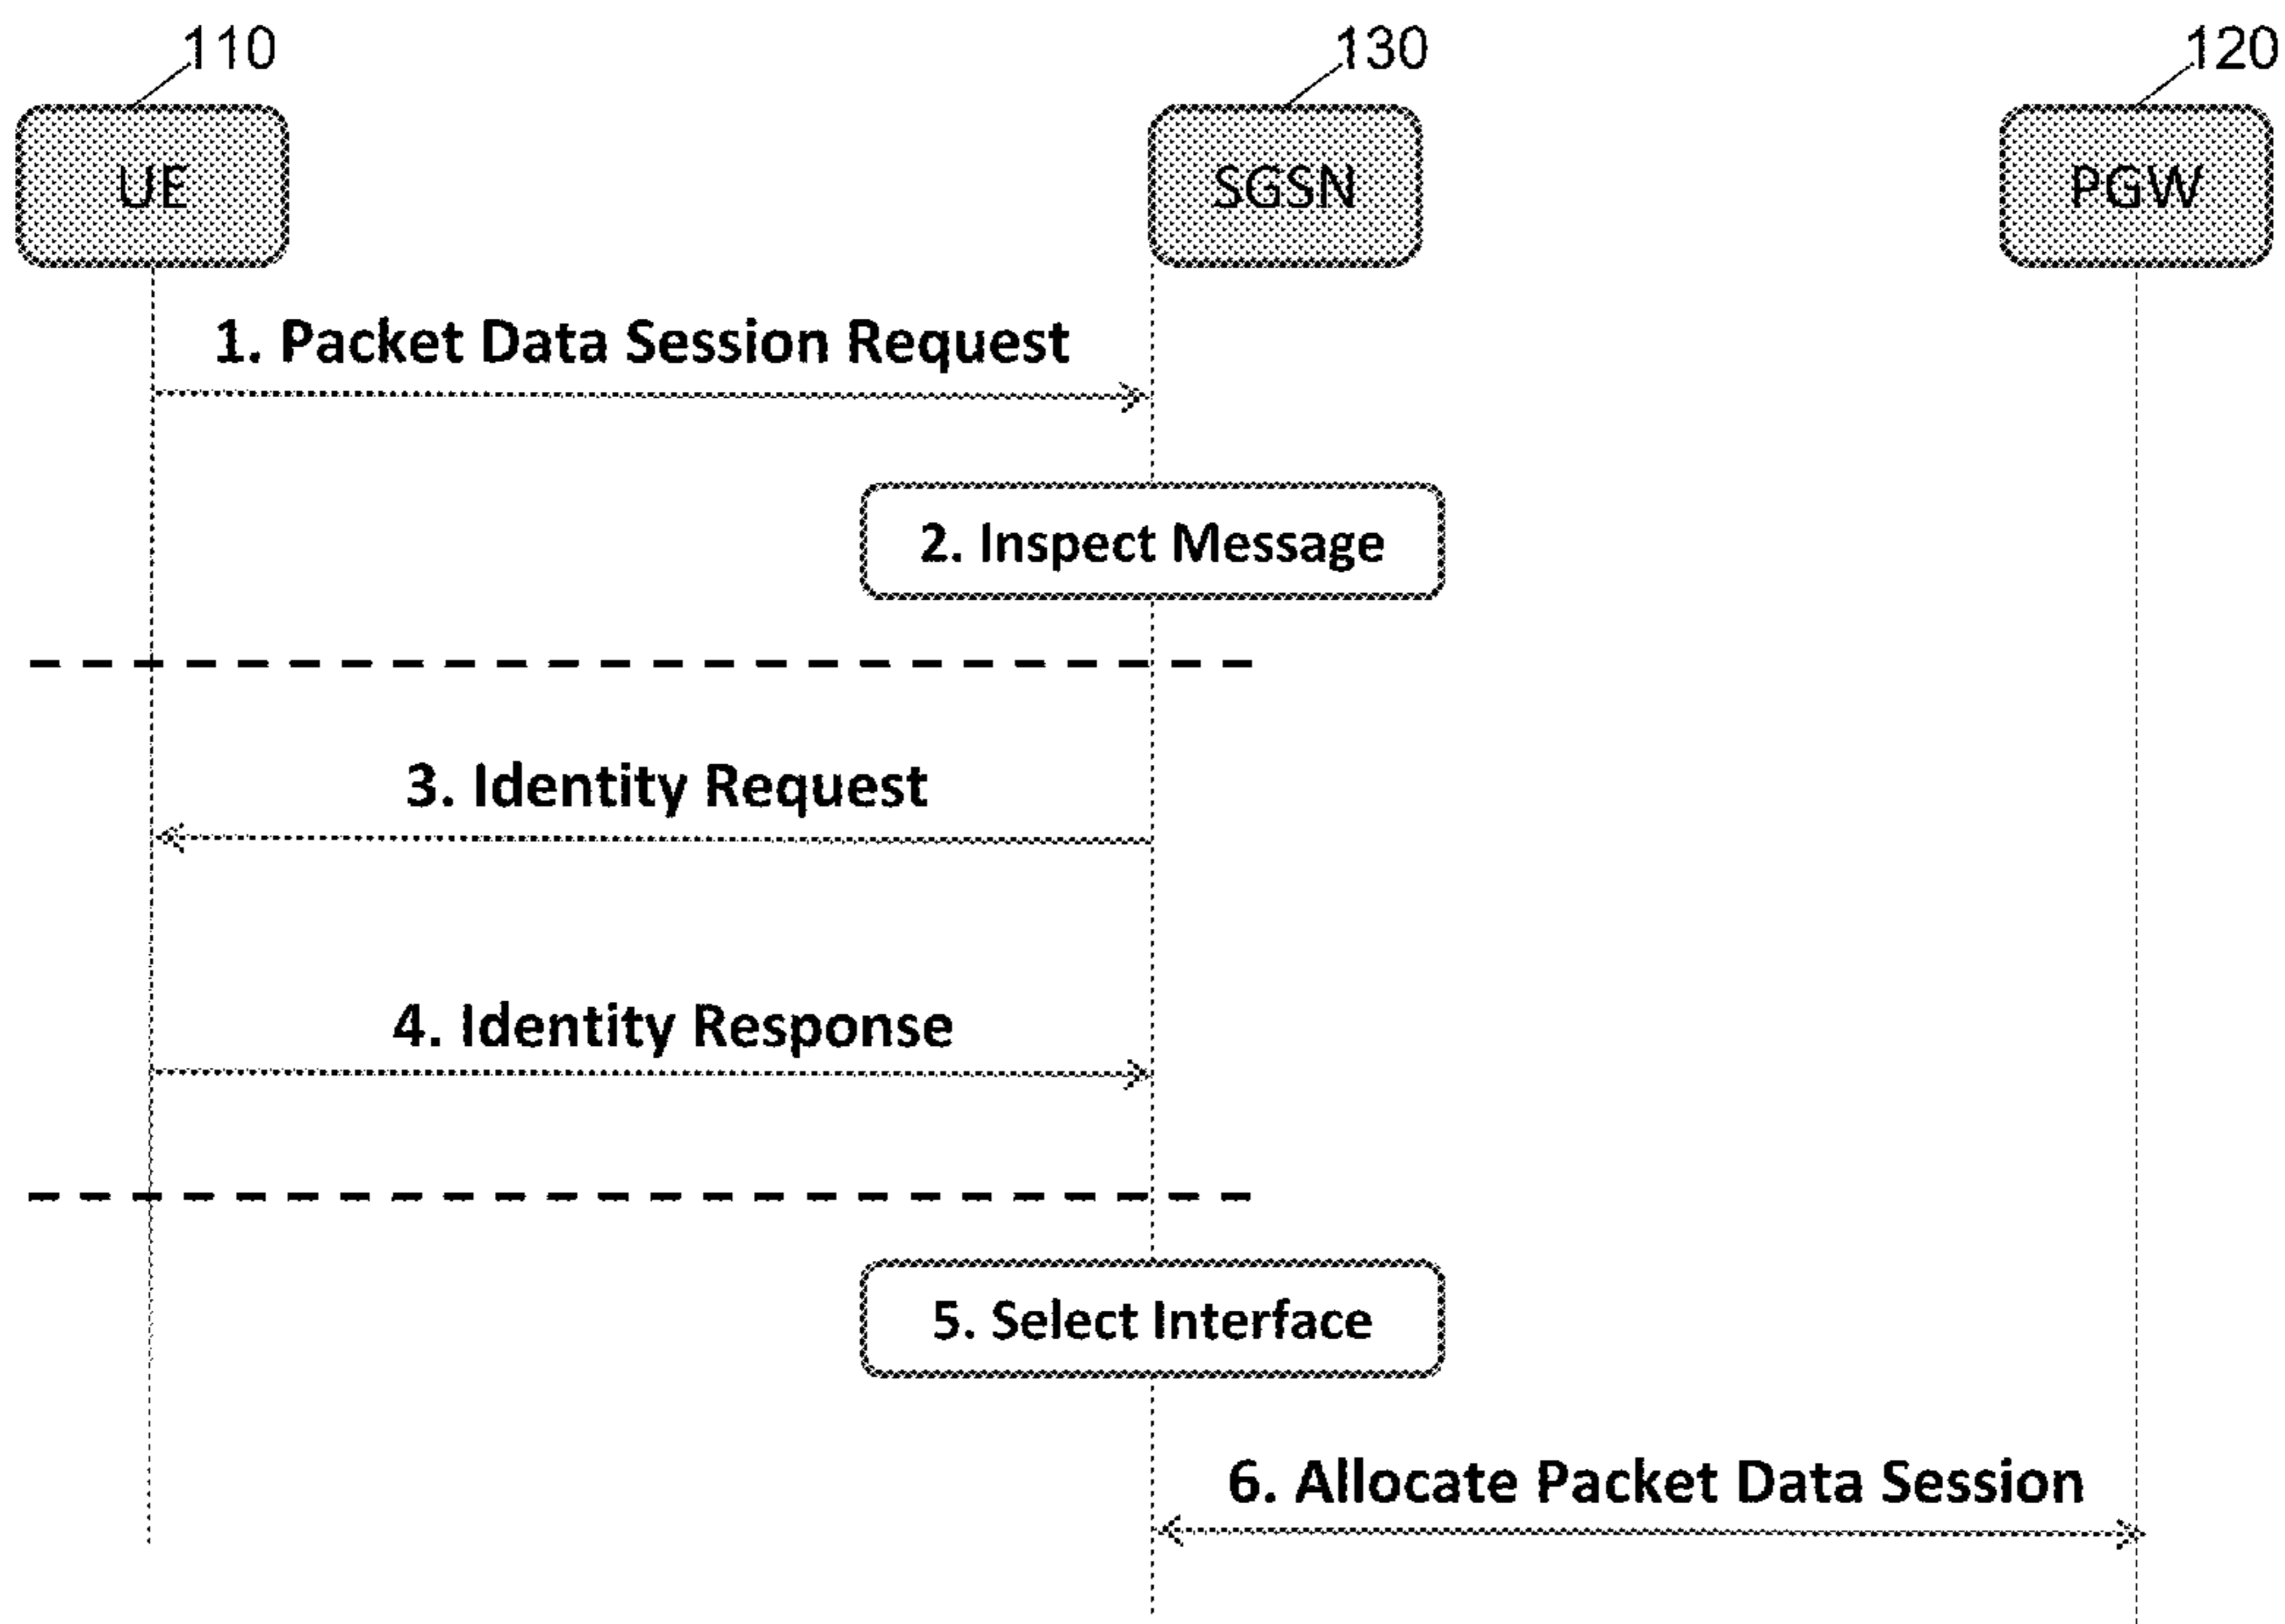 110
130
120
UE
SGSN
PGW
1. Packet Data Session Request
2. Inspect Message
3. Identity Request
4. Identity Response
5. Select Interface
6. Allocate Packet Data Session